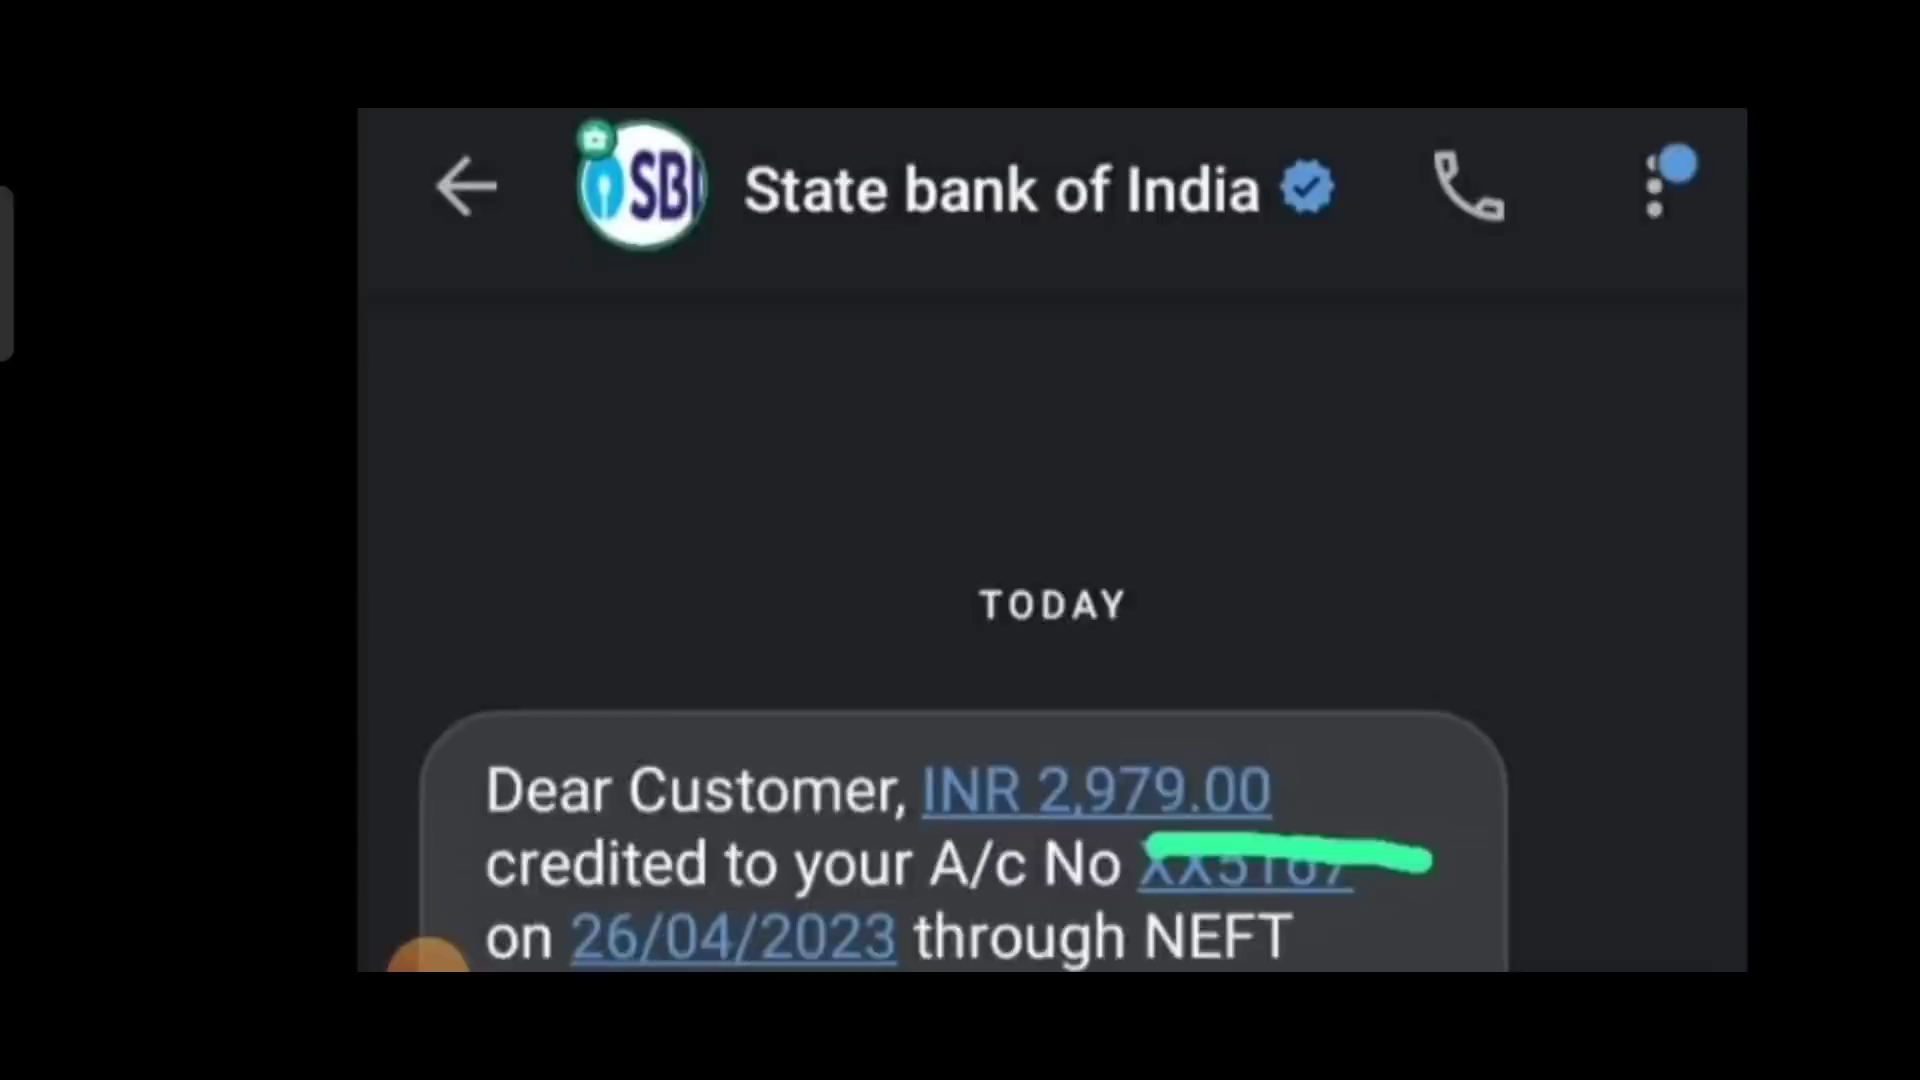 SBI
State bank of India
TODAY
Dear Customer, INR 2,979.00
credited to your A/c No
on 26/04/2023 through NEFT